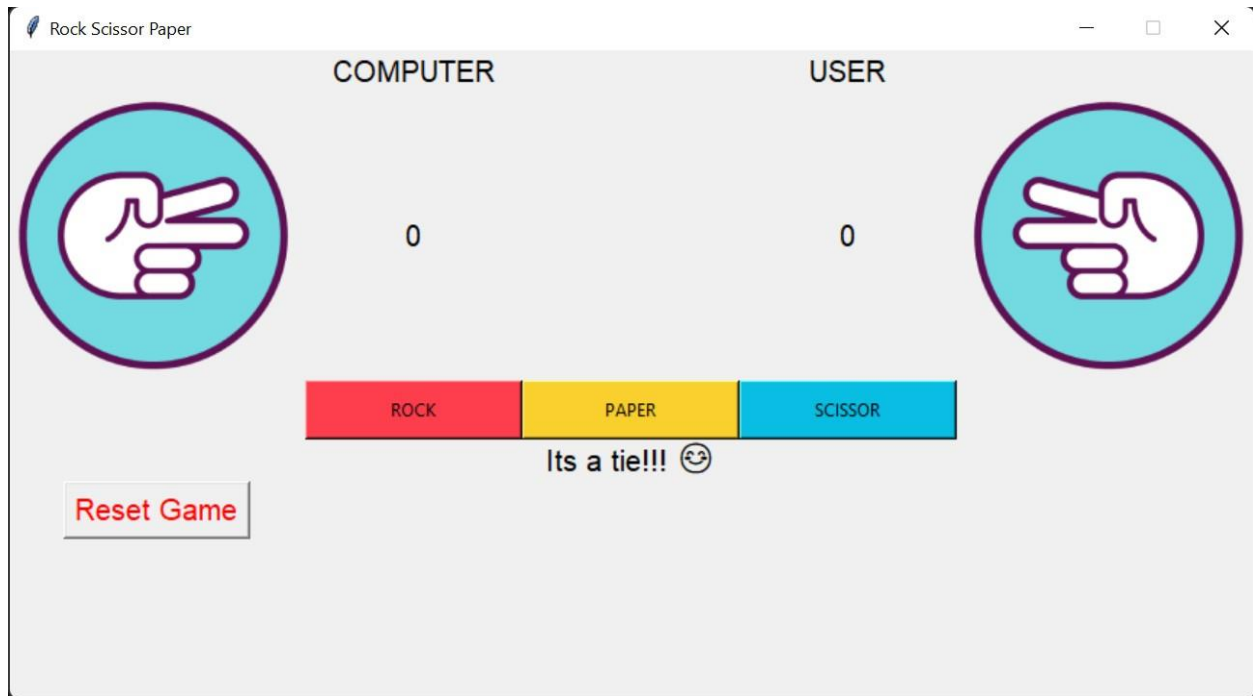 Rock Scissor Paper
COMPUTER USER
0 0
ROCK PAPER SCISSOR
Its a tie!!! 😊
Reset Game